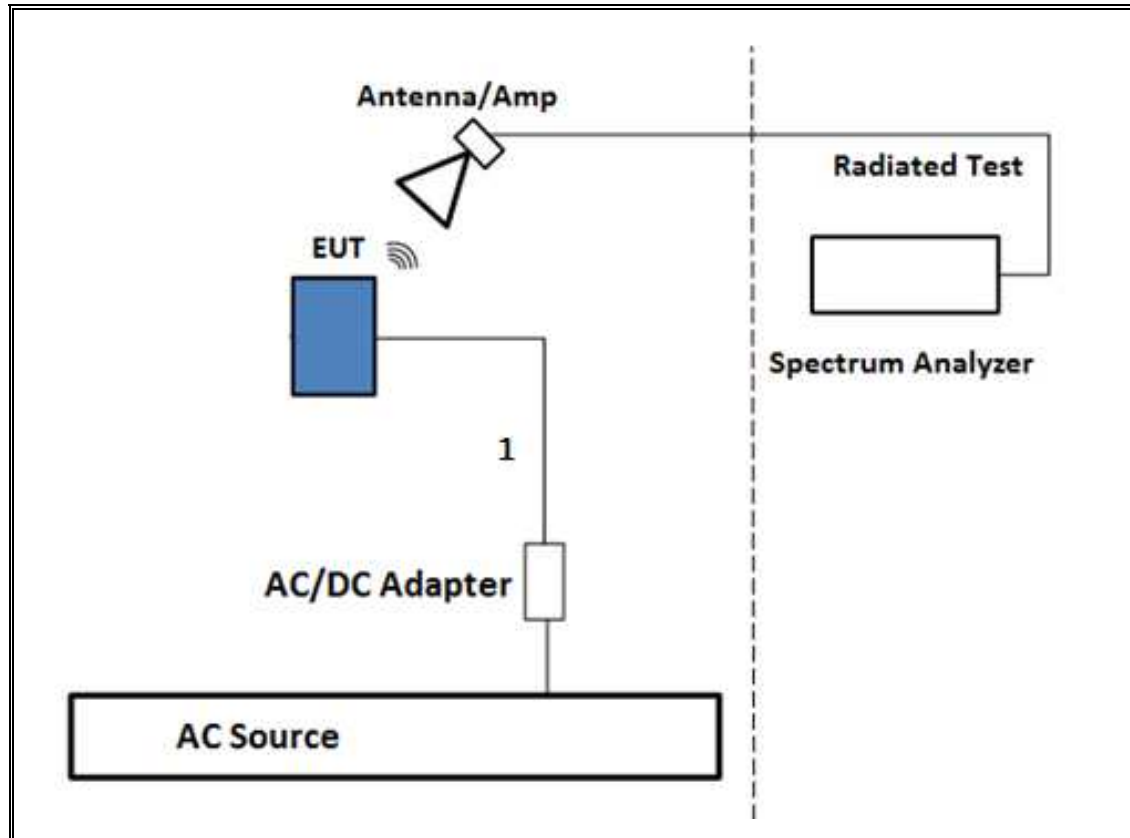 Antenna/Amp
Radiated Test
EUT
Spectrum Analyzer
1
AC/DC Adapter
AC Source